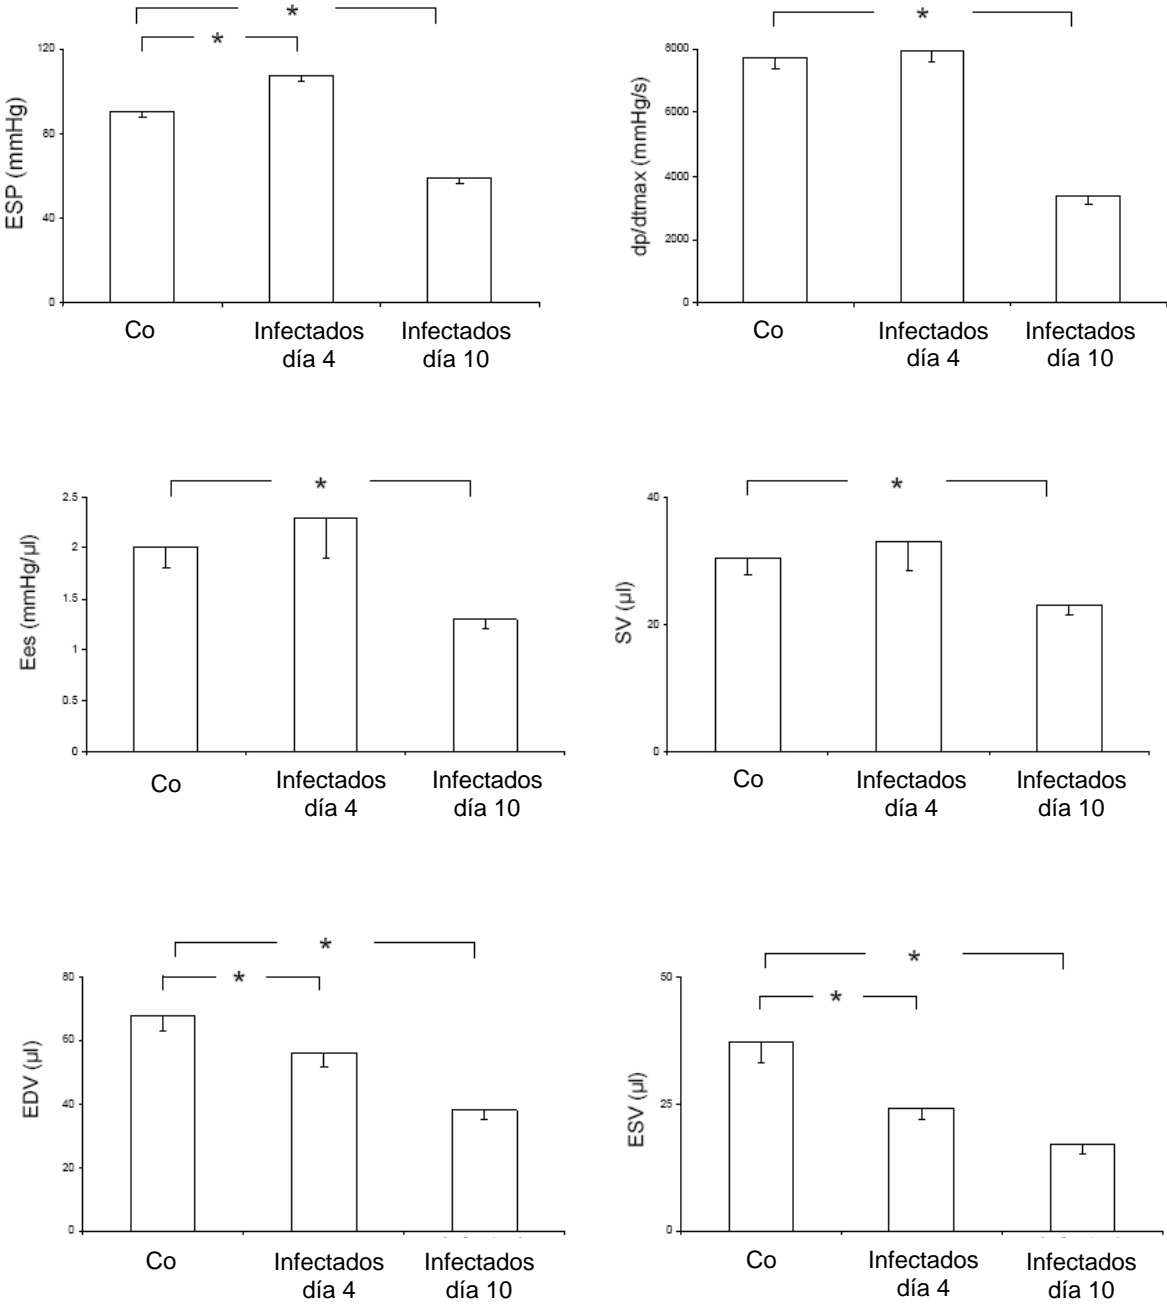 *
*
ESP (mmHg)
120
80
40
0
Co
Infectados
día 4
Infectados
día 10
*
dp/dtmax (mmHg/s)
8000
6000
4000
2000
0
Co
Infectados
día 4
Infectados
día 10
*
Ees (mmHg/µl)
2.5
2
1.5
1
0.5
0
Co
Infectados
día 4
Infectados
día 10
*
SV (µl)
40
20
0
Co
Infectados
día 4
Infectados
día 10
*
*
EDV (µl)
80
60
40
20
0
Co
Infectados
día 4
Infectados
día 10
*
*
ESV (µl)
50
25
0
Co
Infectados
día 4
Infectados
día 10